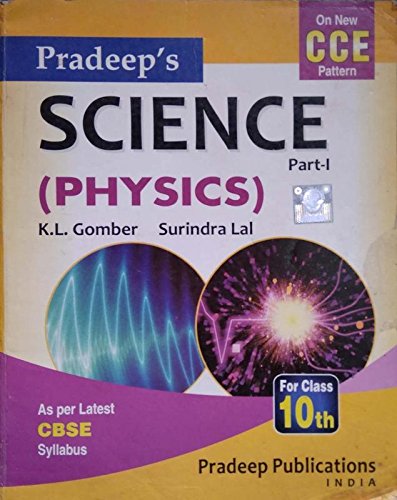 On New
CCE
Pattern
Pradeep's
SCIENCE
Part-I
(PHYSICS)
K.L. Gomber Surindra Lal
For Class
10th
As per Latest
CBSE
Syllabus
Pradeep Publications
INDIA